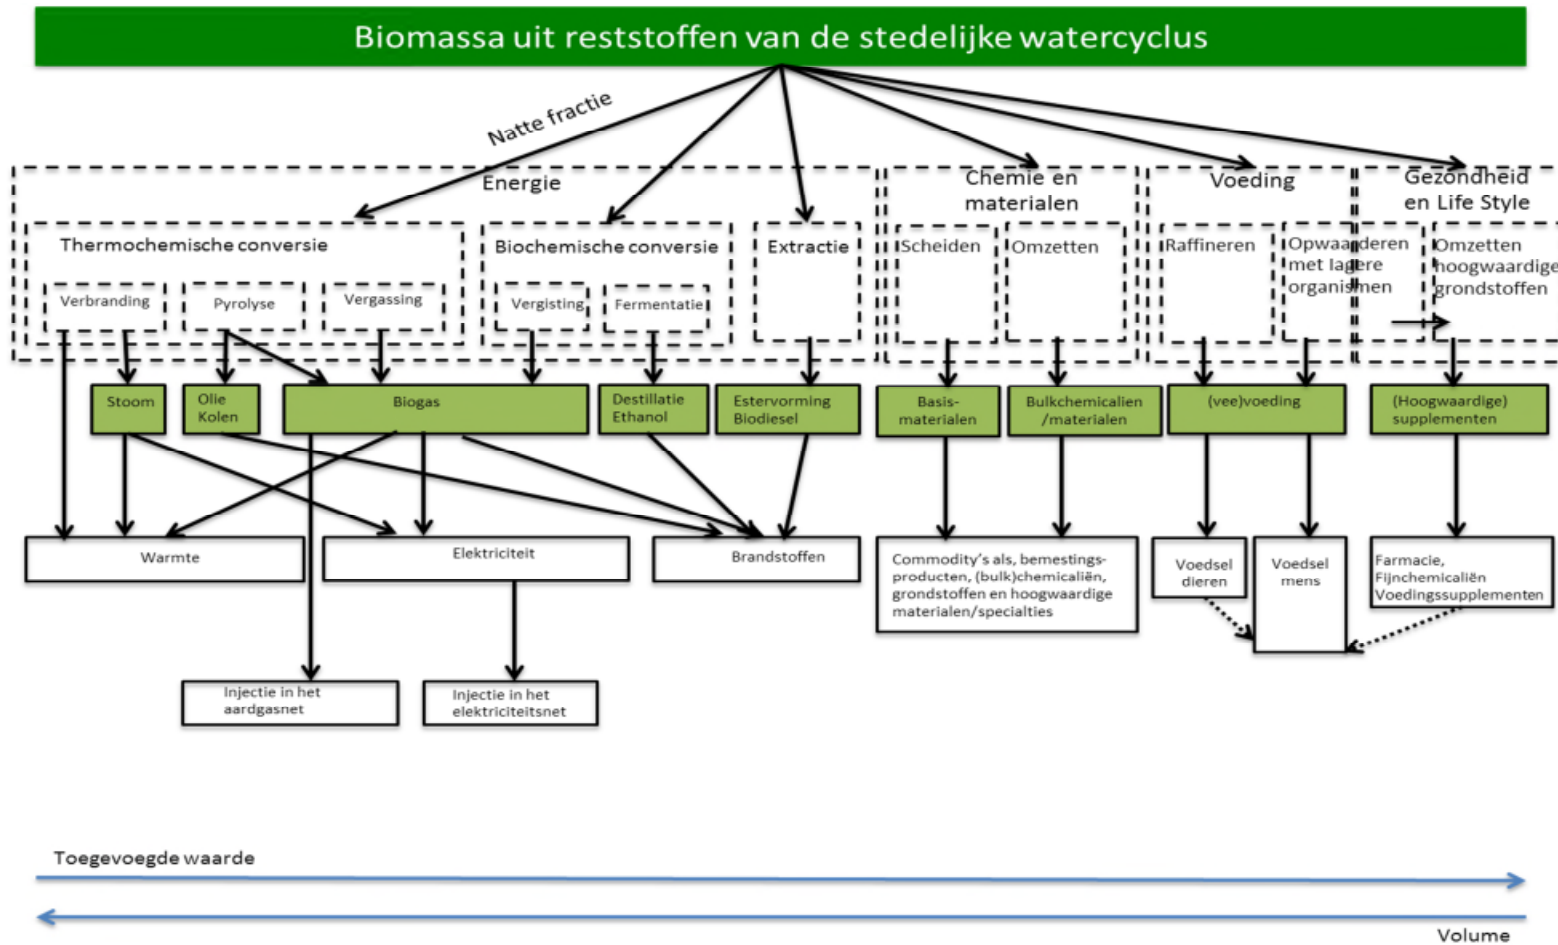 Biomassa uit reststoffen van de stedelijke watercyclus
Natte fractie
Energie
Chemie en
materialen
Voeding
Gezondheid
en Life Style
Thermochemische conversie
Biochemische conversie
Extractie
Scheiden
Omzetten
Raffineren
Opwaarderen
met lagere
organismen
Omzetten
hoogwaardige
grondstoffen
Verbranding
Pyrolyse
Vergassing
Vergisting
Fermentatie
Stoom
Olie
Kolen
Biogas
Destillatie
Ethanol
Estervorming
Biodiesel
Basis-
materialen
Bulkchemicalien
/materialen
(vee)voeding
(Hoogwaardige)
supplementen
Warmte
Elektriciteit
Brandstoffen
Commodity's als, bemestings-
producten, (bulk)chemicaliën,
grondstoffen en hoogwaardige
materialen/specialties
Voedsel
dieren
Voedsel
mens
Farmacie,
Fijnchemicaliën
Voedingssupplementen
Injectie in het
aardgasnet
Injectie in het
elektriciteitsnet
Toegevoegde waarde
Volume